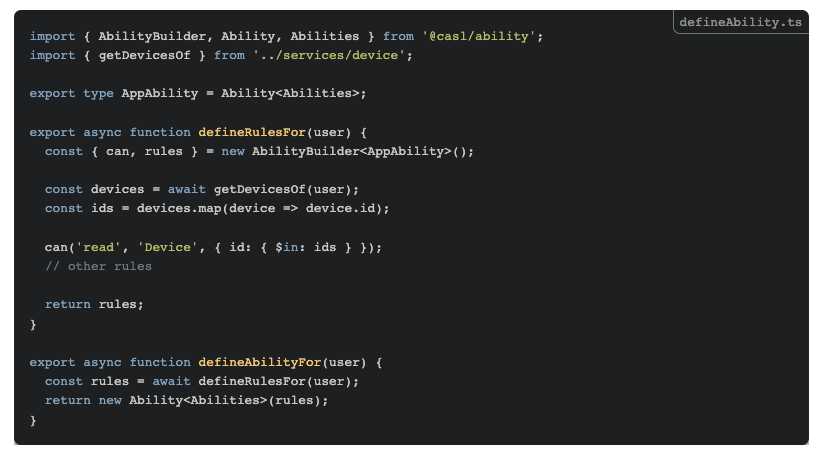 defineAbility.ts
import { AbilityBuilder, Ability, Abilities } from '@casl/ability';
import { getDevicesOf } from '../services/device';
export type AppAbility = Ability<Abilities>;
export async function defineRulesFor(user) {
  const { can, rules } = new AbilityBuilder<AppAbility>();
  const devices = await getDevicesOf(user);
  const ids = devices.map(device => device.id);
  can('read', 'Device', { id: { $in: ids } });
  // other rules
  return rules;
}
export async function defineAbilityFor(user) {
  const rules = await defineRulesFor(user);
  return new Ability<Abilities>(rules);
}